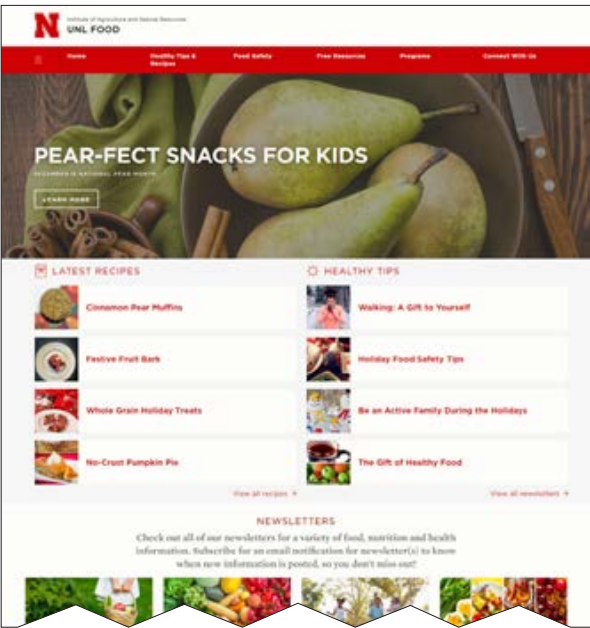 N
Institute of Agriculture and Natural Resources
UNL FOOD
Home
Healthy Tips &
Recipes
Food Safety
Free Resources
Programs
Connect With Us
PEAR-FECT SNACKS FOR KIDS
DECEMBER IS NATIONAL PEAR MONTH
LEARN MORE
LATEST RECIPES
Cinnamon Pear Muffins
Festive Fruit Bark
Whole Grain Holiday Treats
No-Crust Pumpkin Pie
View all recipes
HEALTHY TIPS
Walking: A Gift to Yourself
Holiday Food Safety Tips
Be an Active Family During the Holidays
The Gift of Healthy Food
View all newsletters
NEWSLETTERS
Check out all of our newsletters for a variety of food, nutrition and health
information. Subscribe for an email notification for newsletter(s) to know
when new information is posted, so you don't miss out!